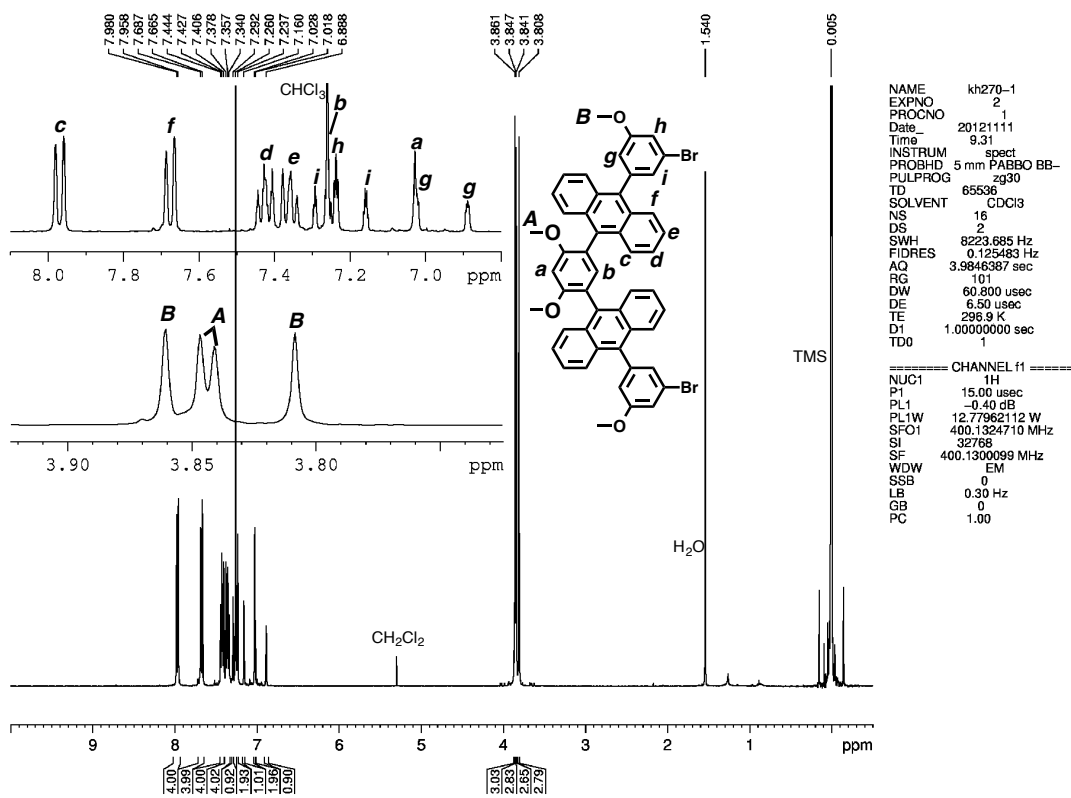 7.980
7.958
7.687
7.665
7.444
7.427
7.406
7.378
7.357
7.340
7.292
7.260
7.237
7.160
7.028
7.018
6.888
3.861
3.847
3.841
3.808
1.540
0.005
CHCl3
c
f
d
e
i
b
h
i
a
g
g
8.0 7.8 7.6 7.4 7.2 7.0 ppm
B
A
B
3.90 3.85 3.80 ppm
B
O
h
g
Br
i
f
A
O
e
a
c
d
b
O
Br
O
NAME kh270-1
EXPNO 2
PROCNO 1
Date_ 20121111
Time 9.31
INSTRUM spect
PROBHD 5 mm PABBO BB-
PULPROG zg30
TD 65536
SOLVENT CDCl3
NS 16
DS 2
SWH 8223.685 Hz
FIDRES 0.125483 Hz
AQ 3.9846387 sec
RG 101
DW 60.800 usec
DE 6.50 usec
TE 296.9 K
D1 1.00000000 sec
TD0 1
======== CHANNEL f1 ======
NUC1 1H
P1 15.00 usec
PL1 -0.40 dB
PL1W 12.77962112 W
SFO1 400.1324710 MHz
SI 32768
SF 400.1300099 MHz
WDW EM
SSB 0
LB 0.30 Hz
GB 0
PC 1.00
TMS
H2O
CH2Cl2
9 8 7 6 5 4 3 2 1 ppm
4.00
3.99
4.00
4.02
0.92
1.93
1.01
1.96
0.90
3.03
2.83
2.65
2.79